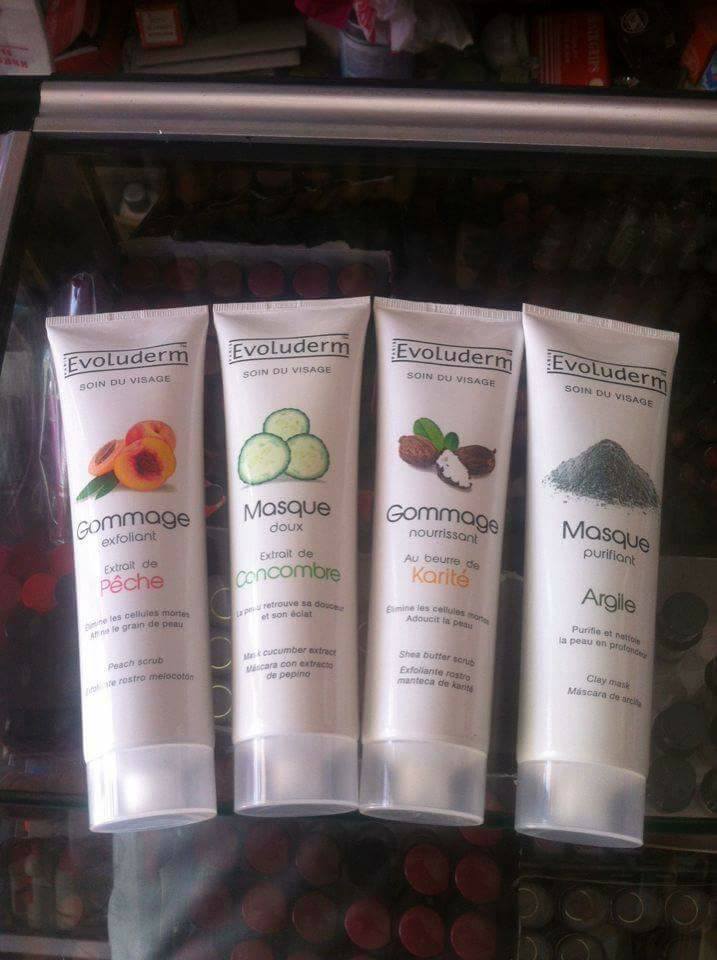 Evoluderm
SOIN DU VISAGE
Gommage
exfoliant
Extrait de
Pêche
Élimine les cellules mortes
Affine le grain de peau
Peach scrub
Exfoliante rostro melocotón
Evoluderm
SOIN DU VISAGE
Masque
doux
Extrait de
Concombre
La peau retrouve sa douceur
et son éclat
Mask cucumber extract
Máscara con extracto
de pepino
Evoluderm
SOIN DU VISAGE
Gommage
nourrissant
Au beurre de
Karité
Élimine les cellules mortes
Adoucit la peau
Shea butter scrub
Exfoliante rostro
manteca de karité
Evoluderm
SOIN DU VISAGE
Masque
purifiant
Argile
Purifie et nettoie
la peau en profondeur
Clay mask
Máscara de arcilla